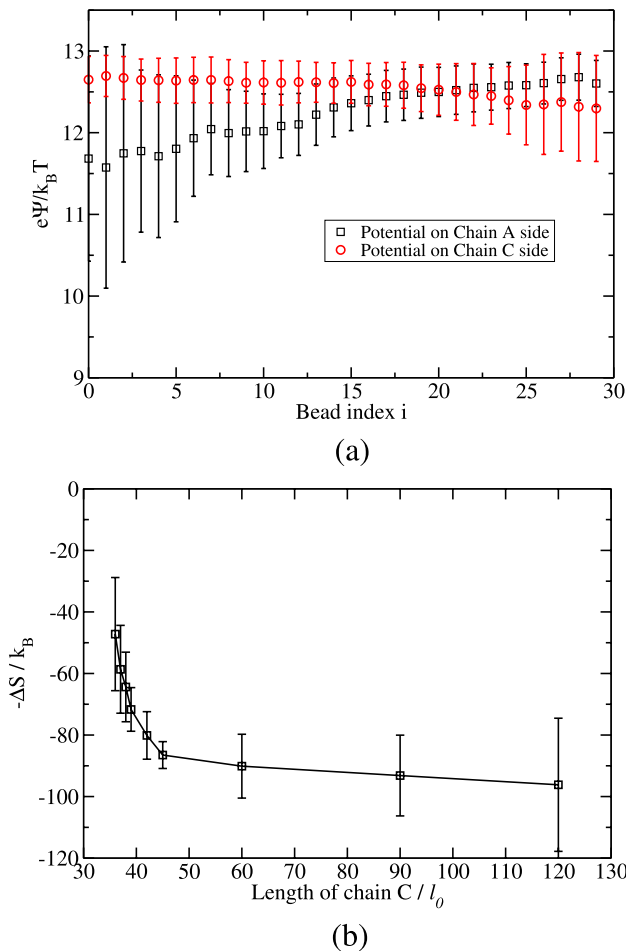 13
12
11
10
9
eΨ/k_BT
Potential on Chain A side
Potential on Chain C side
0 5 10 15 20 25 30
Bead index i
(a)
0
-20
-40
-60
-80
-100
-120
-ΔS / k_B
30 40 50 60 70 80 90 100 110 120 130
Length of chain C / l_0
(b)